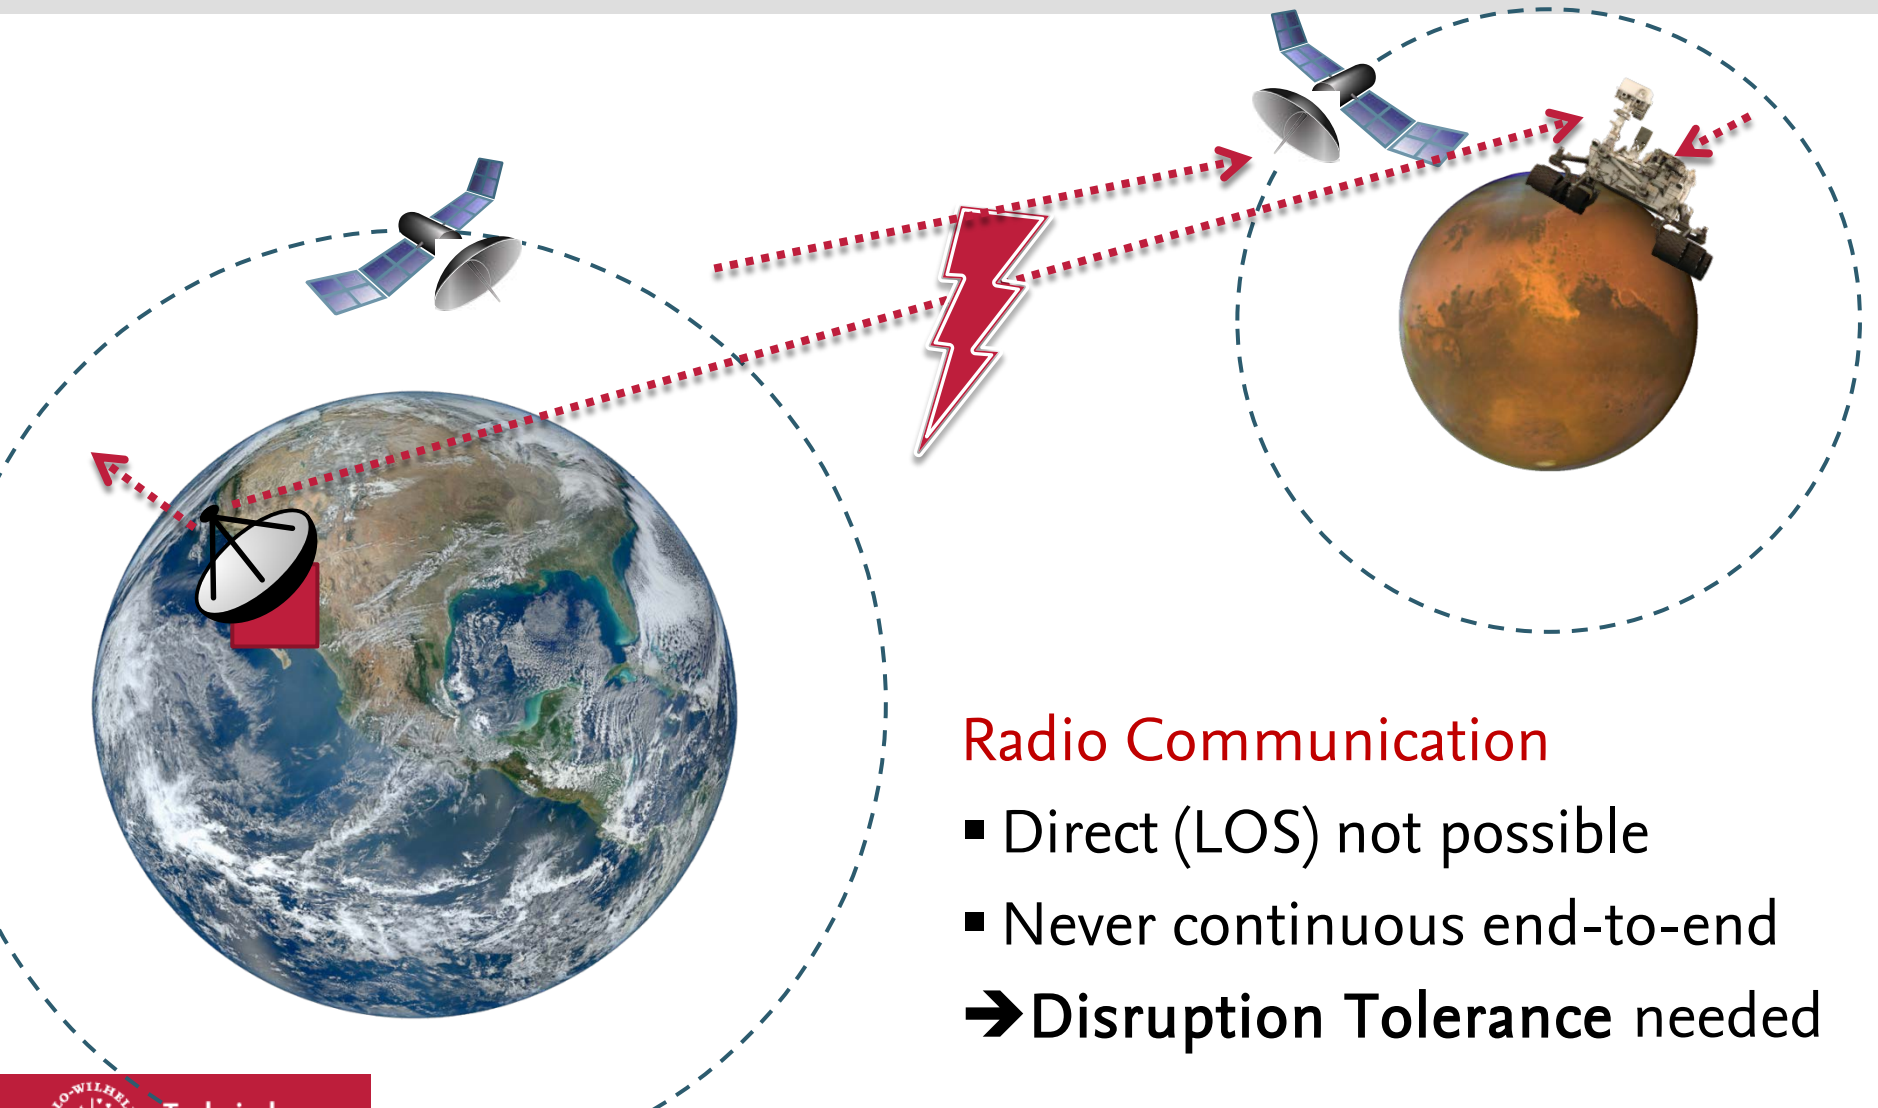 Radio Communication
▪ Direct (LOS) not possible
▪ Never continuous end-to-end
➔ Disruption Tolerance needed